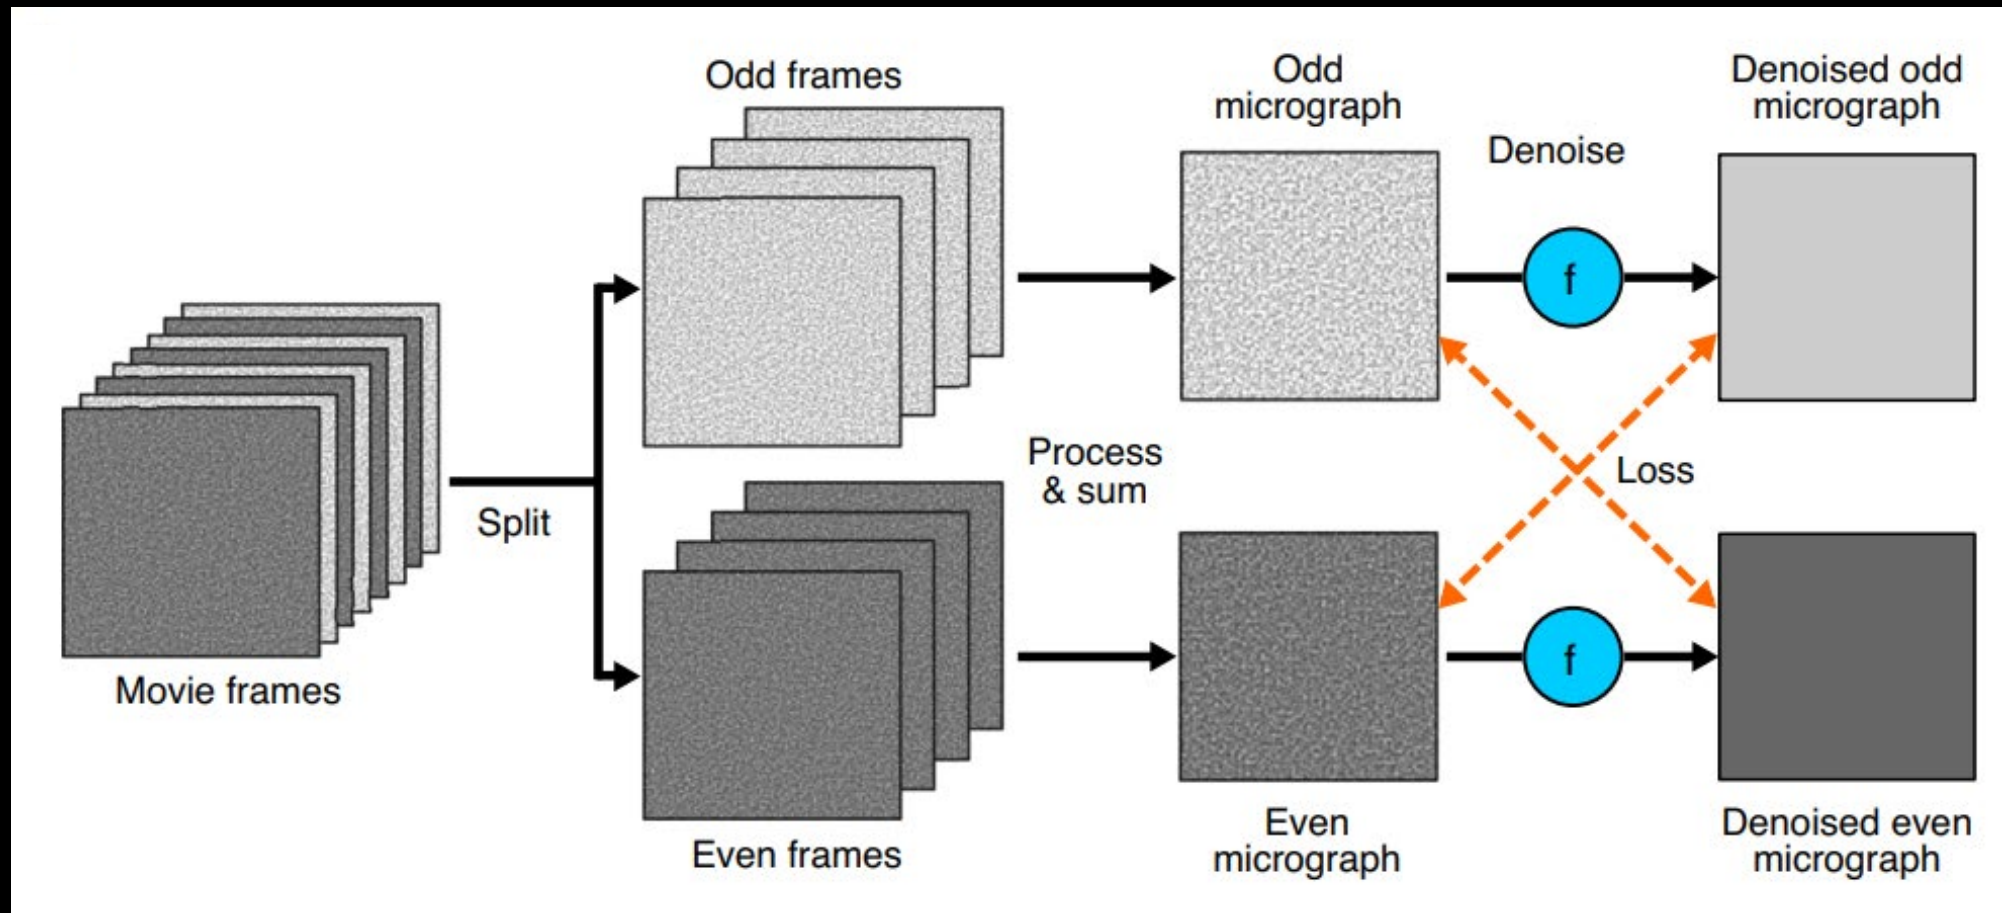 Movie frames
Split
Odd frames
Even frames
Process
& sum
Odd
micrograph
Even
micrograph
Denoise
f
f
Loss
Denoised odd
micrograph
Denoised even
micrograph